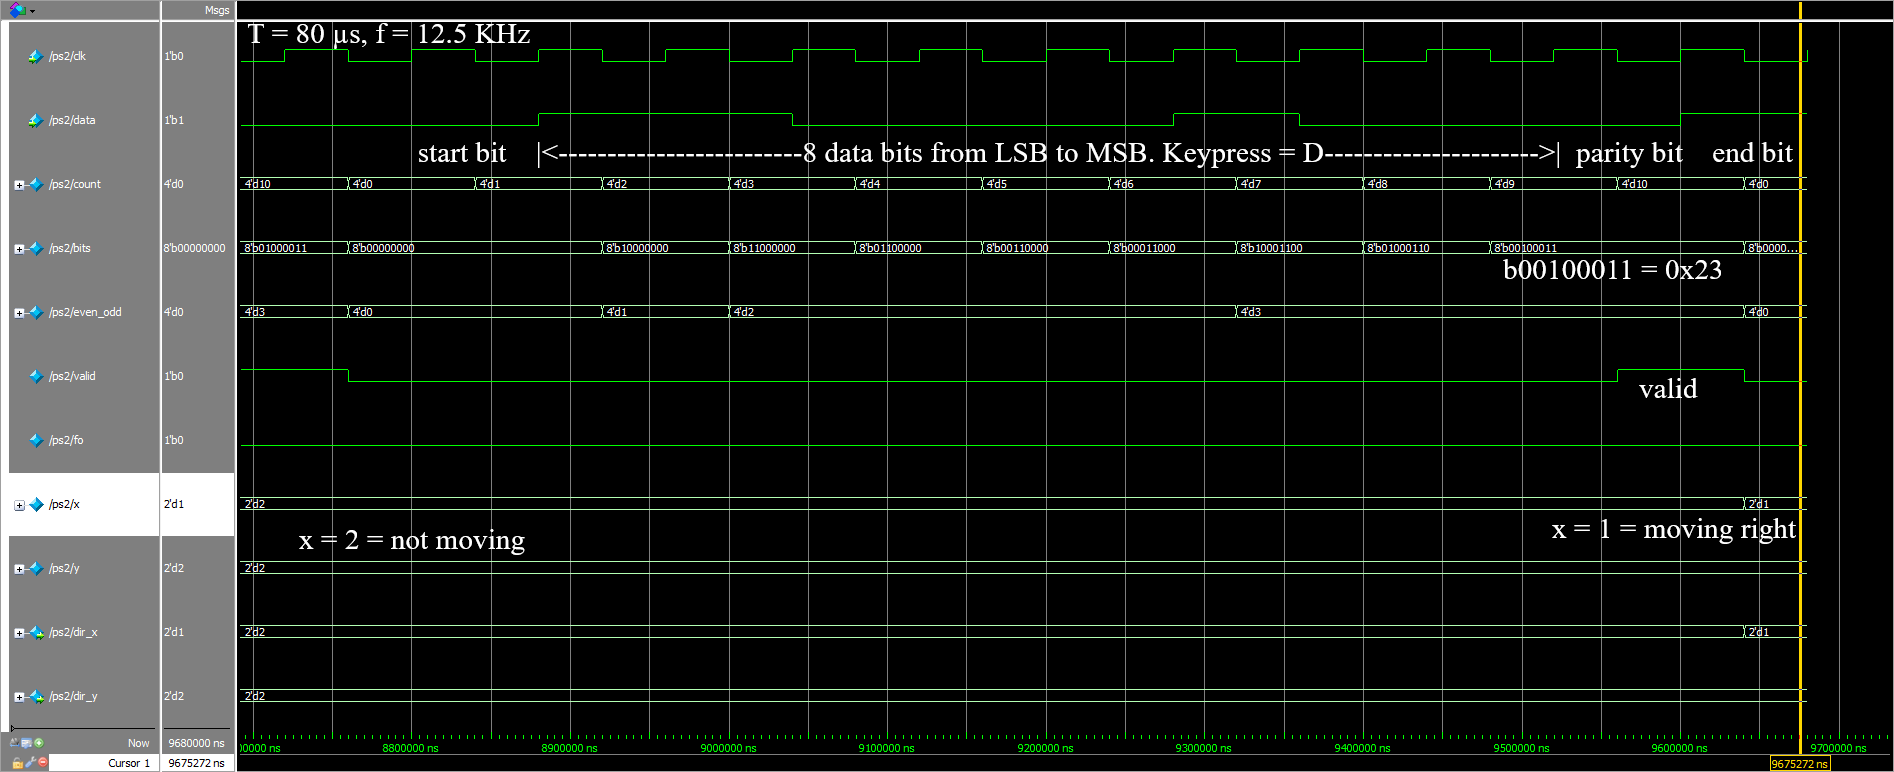 Msgs
T = 80 µs, f = 12.5 KHz
/ps2/clk 1'b0
/ps2/data 1'b1
start bit |<--------------------------8 data bits from LSB to MSB. Keypress = D----------------------->| parity bit end bit
/ps2/count 4'd0 4'd10 4'd0 4'd1 4'd2 4'd3 4'd4 4'd5 4'd6 4'd7 4'd8 4'd9 4'd10 4'd0
/ps2/bits 8'b00000000 8'b01000011 8'b00000000 8'b10000000 8'b11000000 8'b01100000 8'b00110000 8'b00011000 8'b10001100 8'b01000110 8'b00100011 8'b0000...
b00100011 = 0x23
/ps2/even_odd 4'd0 4'd3 4'd0 4'd1 4'd2 4'd3 4'd0
/ps2/valid 1'b0
valid
/ps2/fo 1'b0
/ps2/x 2'd1 2'd2 2'd1
x = 2 = not moving x = 1 = moving right
/ps2/y 2'd2 2'd2
/ps2/dir_x 2'd1 2'd2 2'd1
/ps2/dir_y 2'd2 2'd2
Now 9680000 ns 00000 ns 8800000 ns 8900000 ns 9000000 ns 9100000 ns 9200000 ns 9300000 ns 9400000 ns 9500000 ns 9600000 ns 9700000 ns
Cursor 1 9675272 ns 9675272 ns